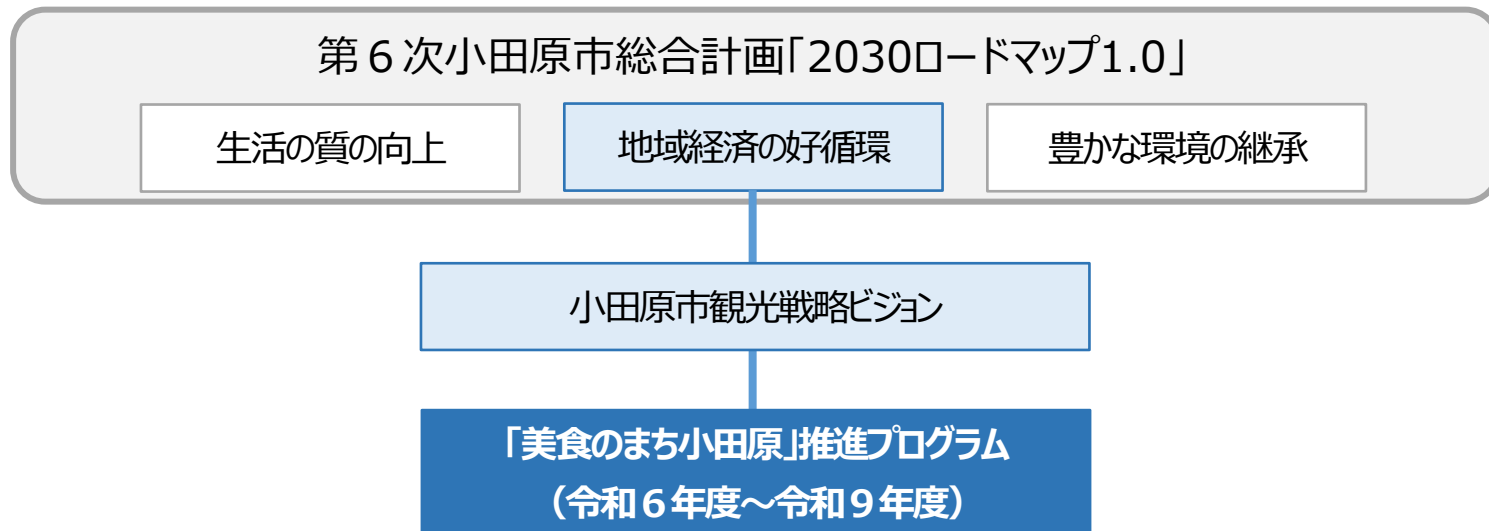 第６次小田原市総合計画「2030ロードマップ1.0」
生活の質の向上
地域経済の好循環
豊かな環境の継承
小田原市観光戦略ビジョン
「美食のまち小田原」推進プログラム
（令和６年度～令和９年度）